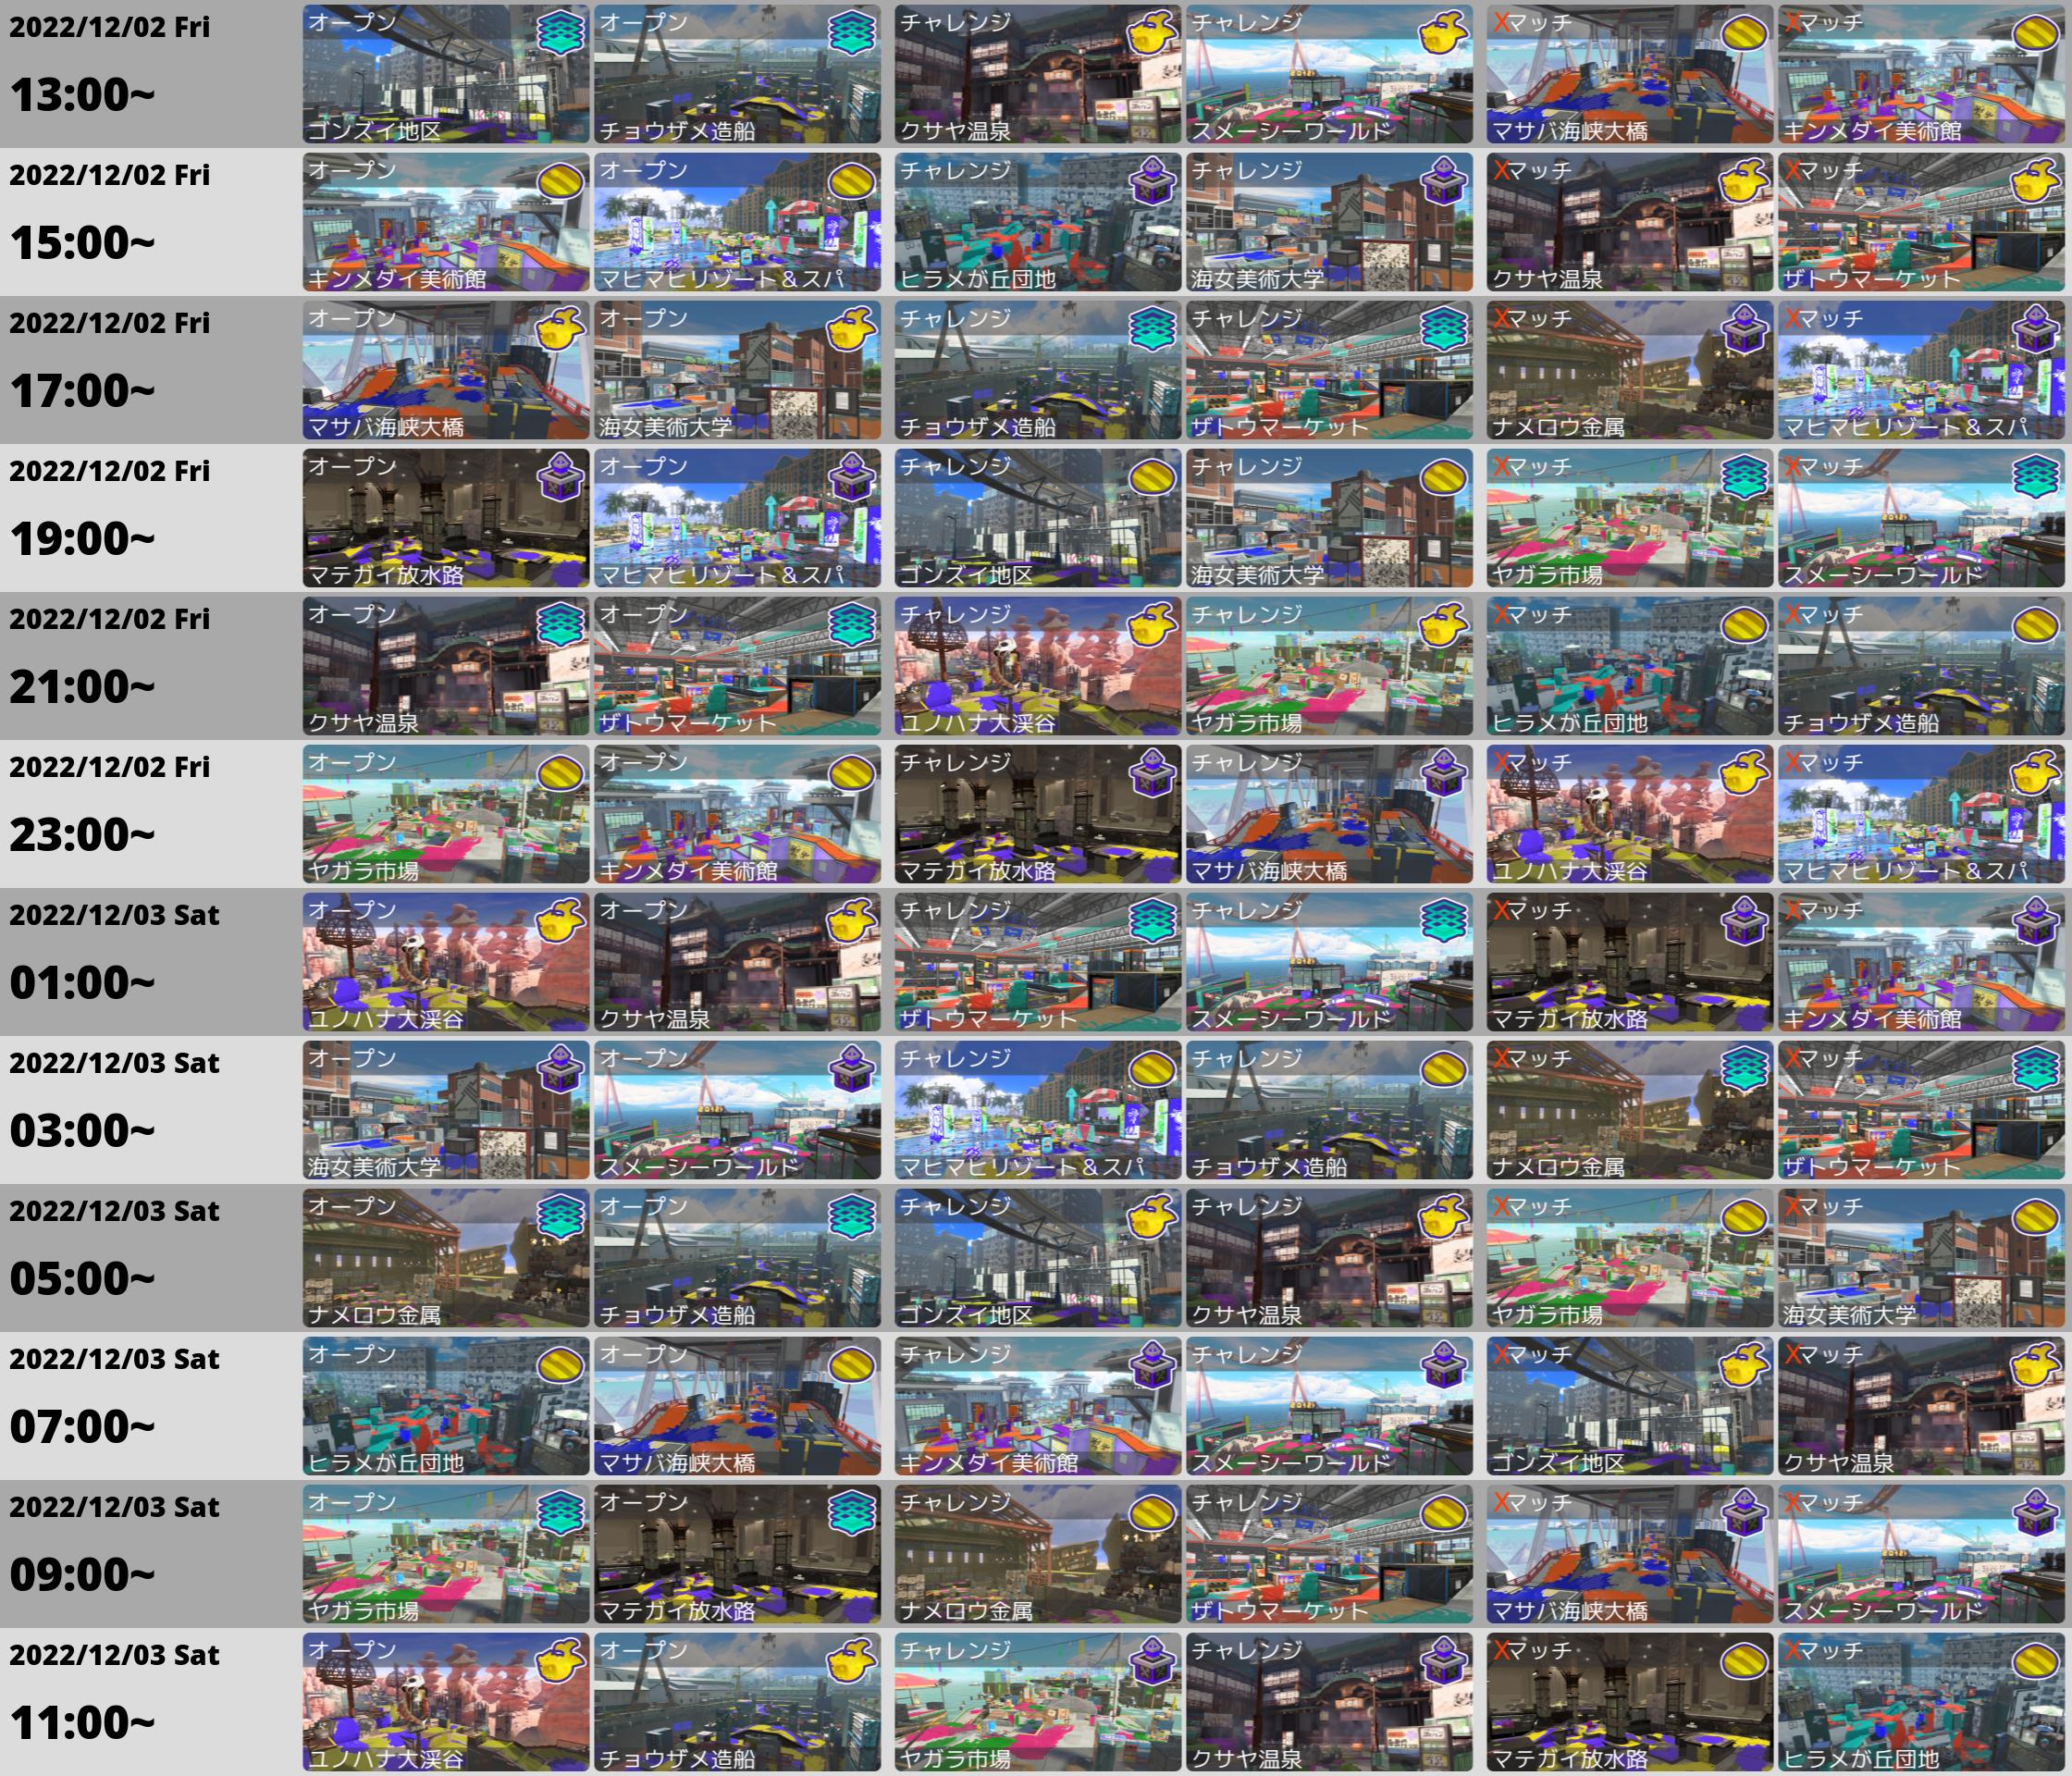 2022/12/02 Fri
13:00~
オープン
ゴンズイ地区
オープン
チョウザメ造船
チャレンジ
クサヤ温泉
チャレンジ
スメーシーワールド
Xマッチ
マサバ海峡大橋
Xマッチ
キンメダイ美術館
2022/12/02 Fri
15:00~
オープン
キンメダイ美術館
オープン
マヒマヒリゾート&スパ
チャレンジ
ヒラメが丘団地
チャレンジ
海女美術大学
Xマッチ
クサヤ温泉
Xマッチ
ザトウマーケット
2022/12/02 Fri
17:00~
オープン
マサバ海峡大橋
オープン
海女美術大学
チャレンジ
チョウザメ造船
チャレンジ
ザトウマーケット
Xマッチ
ナメロウ金属
Xマッチ
マヒマヒリゾート&スパ
2022/12/02 Fri
19:00~
オープン
マテガイ放水路
オープン
マヒマヒリゾート&スパ
チャレンジ
ゴンズイ地区
チャレンジ
海女美術大学
Xマッチ
ヤガラ市場
Xマッチ
スメーシーワールド
2022/12/02 Fri
21:00~
オープン
クサヤ温泉
オープン
ザトウマーケット
チャレンジ
ユノハナ大渓谷
チャレンジ
ヤガラ市場
Xマッチ
ヒラメが丘団地
Xマッチ
チョウザメ造船
2022/12/02 Fri
23:00~
オープン
ヤガラ市場
オープン
キンメダイ美術館
チャレンジ
マテガイ放水路
チャレンジ
マサバ海峡大橋
Xマッチ
ユノハナ大渓谷
Xマッチ
マヒマヒリゾート&スパ
2022/12/03 Sat
01:00~
オープン
ユノハナ大渓谷
オープン
クサヤ温泉
チャレンジ
ザトウマーケット
チャレンジ
スメーシーワールド
Xマッチ
マテガイ放水路
Xマッチ
キンメダイ美術館
2022/12/03 Sat
03:00~
オープン
海女美術大学
オープン
スメーシーワールド
チャレンジ
マヒマヒリゾート&スパ
チャレンジ
チョウザメ造船
Xマッチ
ナメロウ金属
Xマッチ
ザトウマーケット
2022/12/03 Sat
05:00~
オープン
ナメロウ金属
オープン
チョウザメ造船
チャレンジ
ゴンズイ地区
チャレンジ
クサヤ温泉
Xマッチ
ヤガラ市場
Xマッチ
海女美術大学
2022/12/03 Sat
07:00~
オープン
ヒラメが丘団地
オープン
マサバ海峡大橋
チャレンジ
キンメダイ美術館
チャレンジ
スメーシーワールド
Xマッチ
ゴンズイ地区
Xマッチ
クサヤ温泉
2022/12/03 Sat
09:00~
オープン
ヤガラ市場
オープン
マテガイ放水路
チャレンジ
ナメロウ金属
チャレンジ
ザトウマーケット
Xマッチ
マサバ海峡大橋
Xマッチ
スメーシーワールド
2022/12/03 Sat
11:00~
オープン
ユノハナ大渓谷
オープン
チョウザメ造船
チャレンジ
ヤガラ市場
チャレンジ
クサヤ温泉
Xマッチ
マテガイ放水路
Xマッチ
ヒラメが丘団地